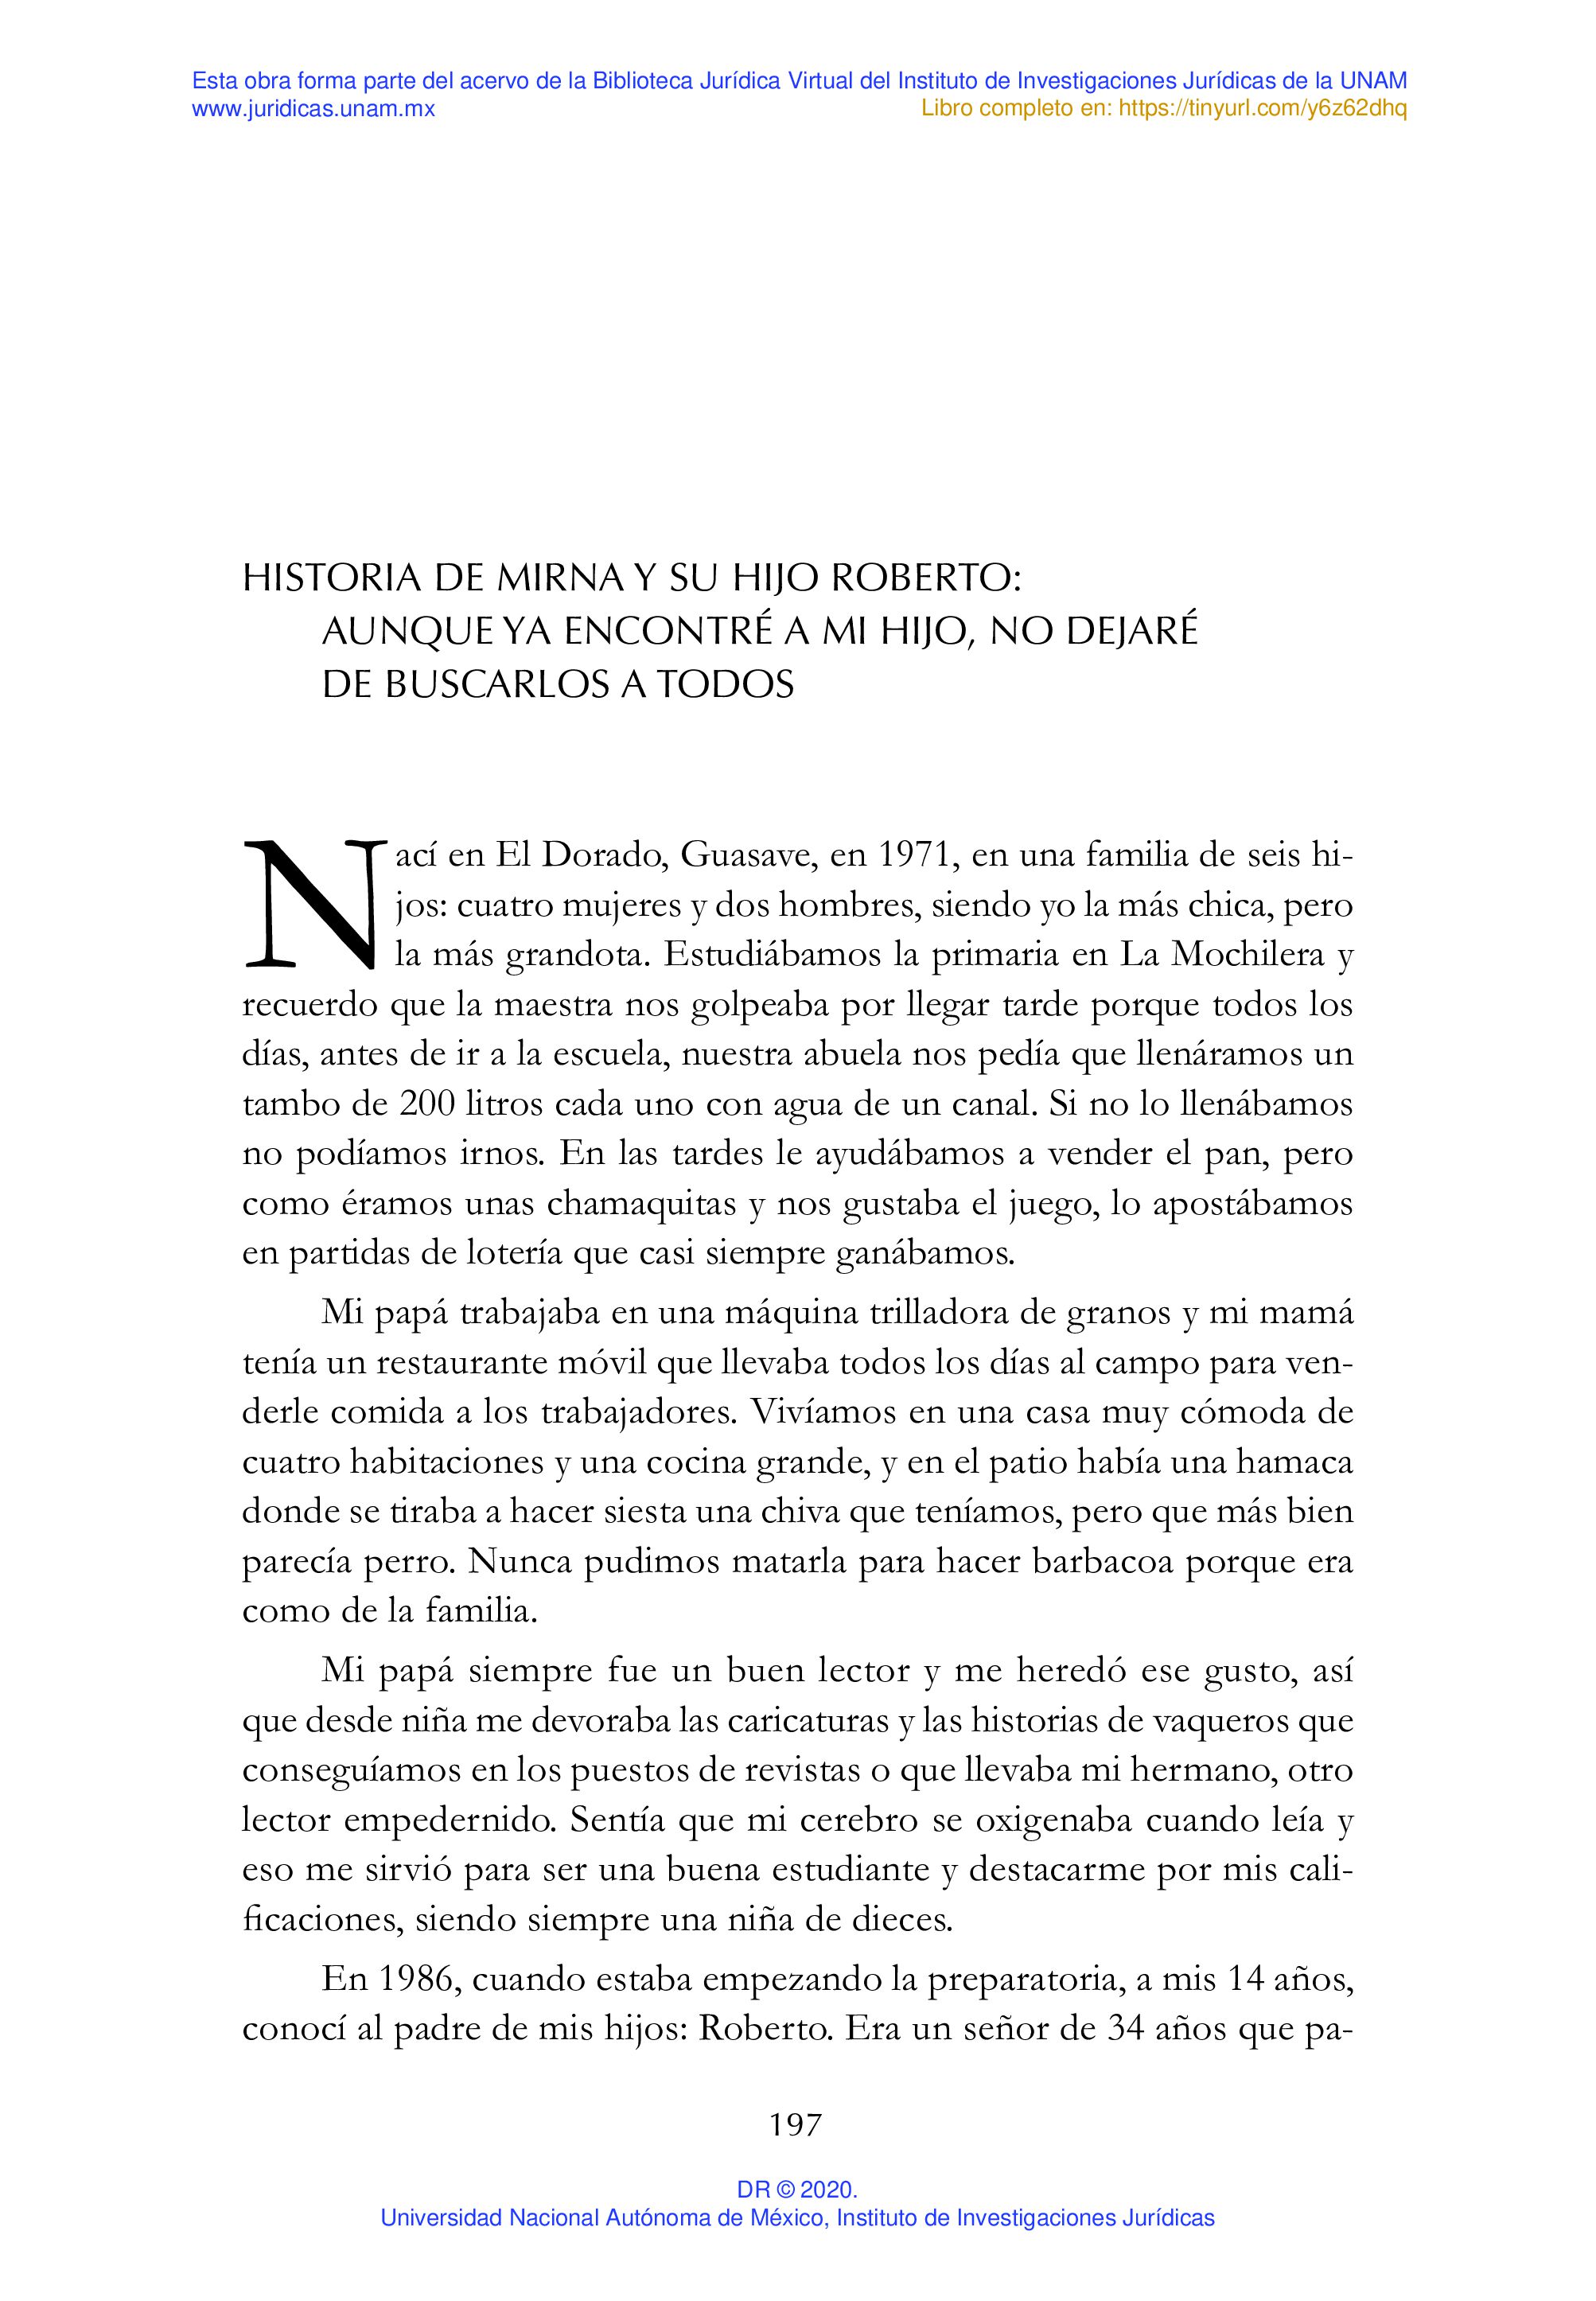 Esta obra forma parte del acervo de la Biblioteca Jurídica Virtual del Instituto de Investigaciones Jurídicas de la UNAM
www.juridicas.unam.mx Libro completo en: https://tinyurl.com/y6z62dhq
HISTORIA DE MIRNA Y SU HIJO ROBERTO:
AUNQUE YA ENCONTRÉ A MI HIJO, NO DEJARÉ
DE BUSCARLOS A TODOS
Nací en El Dorado, Guasave, en 1971, en una familia de seis hi-
jos: cuatro mujeres y dos hombres, siendo yo la más chica, pero
la más grandota. Estudiábamos la primaria en La Mochilera y
recuerdo que la maestra nos golpeaba por llegar tarde porque todos los
días, antes de ir a la escuela, nuestra abuela nos pedía que llenáramos un
tambo de 200 litros cada uno con agua de un canal. Si no lo llenábamos
no podíamos irnos. En las tardes le ayudábamos a vender el pan, pero
como éramos unas chamaquitas y nos gustaba el juego, lo apostábamos
en partidas de lotería que casi siempre ganábamos.
Mi papá trabajaba en una máquina trilladora de granos y mi mamá
tenía un restaurante móvil que llevaba todos los días al campo para ven-
derle comida a los trabajadores. Vivíamos en una casa muy cómoda de
cuatro habitaciones y una cocina grande, y en el patio había una hamaca
donde se tiraba a hacer siesta una chiva que teníamos, pero que más bien
parecía perro. Nunca pudimos matarla para hacer barbacoa porque era
como de la familia.
Mi papá siempre fue un buen lector y me heredó ese gusto, así
que desde niña me devoraba las caricaturas y las historias de vaqueros que
conseguíamos en los puestos de revistas o que llevaba mi hermano, otro
lector empedernido. Sentía que mi cerebro se oxigenaba cuando leía y
eso me sirvió para ser una buena estudiante y destacarme por mis cali-
ficaciones, siendo siempre una niña de dieces.
En 1986, cuando estaba empezando la preparatoria, a mis 14 años,
conocí al padre de mis hijos: Roberto. Era un señor de 34 años que pa-
197
DR © 2020.
Universidad Nacional Autónoma de México, Instituto de Investigaciones Jurídicas